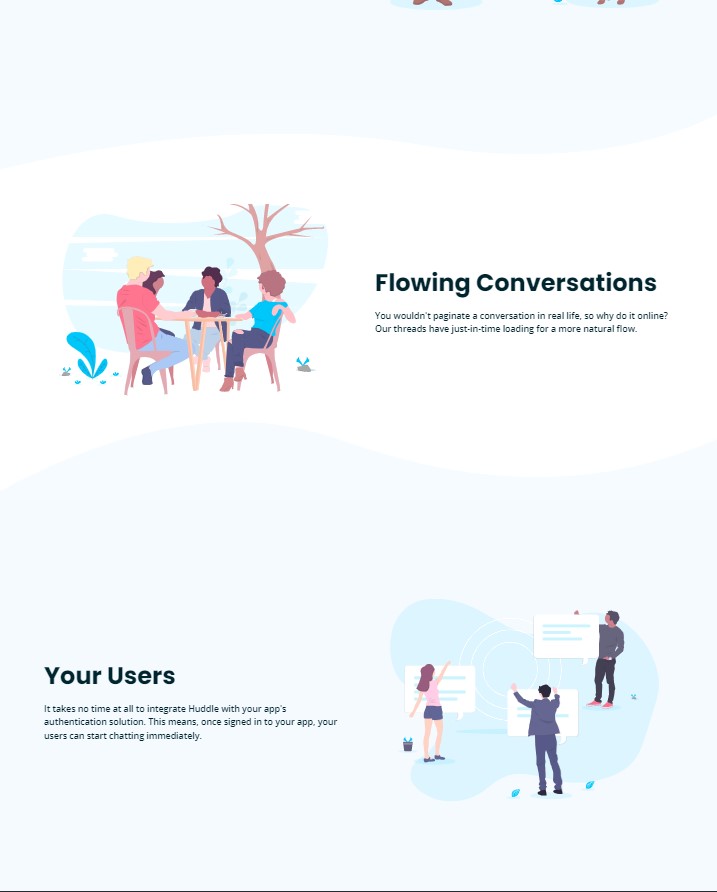 Flowing Conversations
You wouldn't paginate a conversation in real life, so why do it online?
Our threads have just-in-time loading for a more natural flow.
Your Users
It takes no time at all to integrate Huddle with your app's
authentication solution. This means, once signed in to your app, your
users can start chatting immediately.